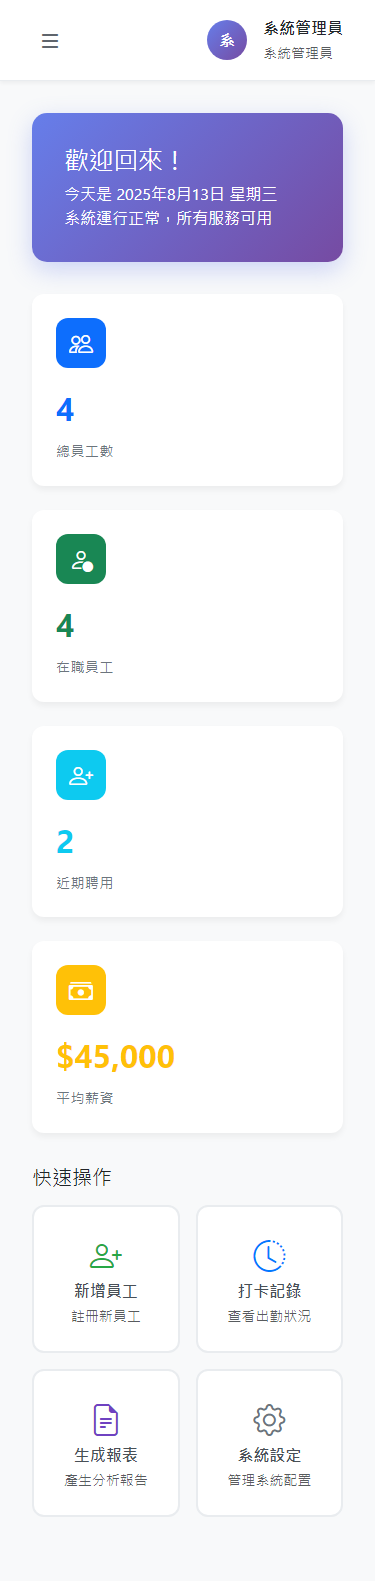 系
系統管理員
系統管理員
歡迎回來！
今天是 2025年8月13日 星期三
系統運行正常，所有服務可用
4
總員工數
4
在職員工
2
近期聘用
$45,000
平均薪資
快速操作
新增員工
註冊新員工
打卡記錄
查看出勤狀況
生成報表
產生分析報告
系統設定
管理系統配置